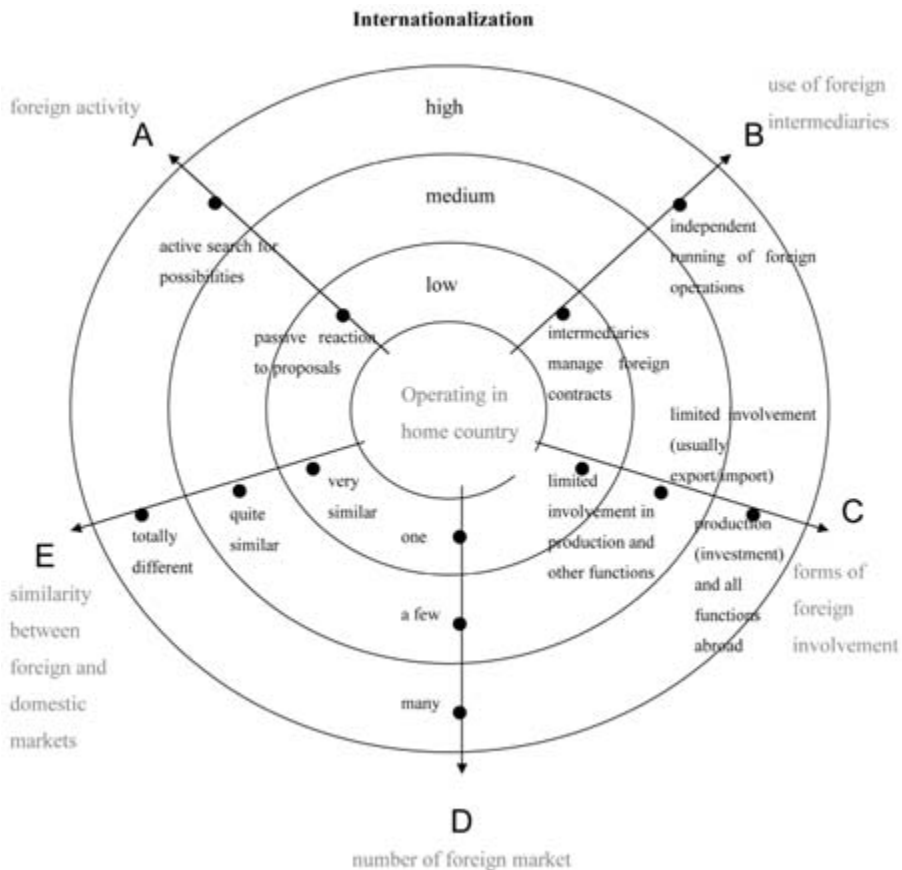 Internationalization
foreign activity
A
high
use of foreign
intermediaries
B
medium
active search for
possibilities
independent
running of foreign
operations
low
passive reaction
to proposals
intermediaries
manage foreign
contracts
Operating in
home country
limited involvement
(usually
export/import)
very
similar
quite
similar
totally
different
E
similarity
between
foreign and
domestic
markets
limited
involvement in
production and
other functions
production
(investment)
and all
functions
abroad
C
forms of
foreign
involvement
one
a few
many
D
number of foreign market